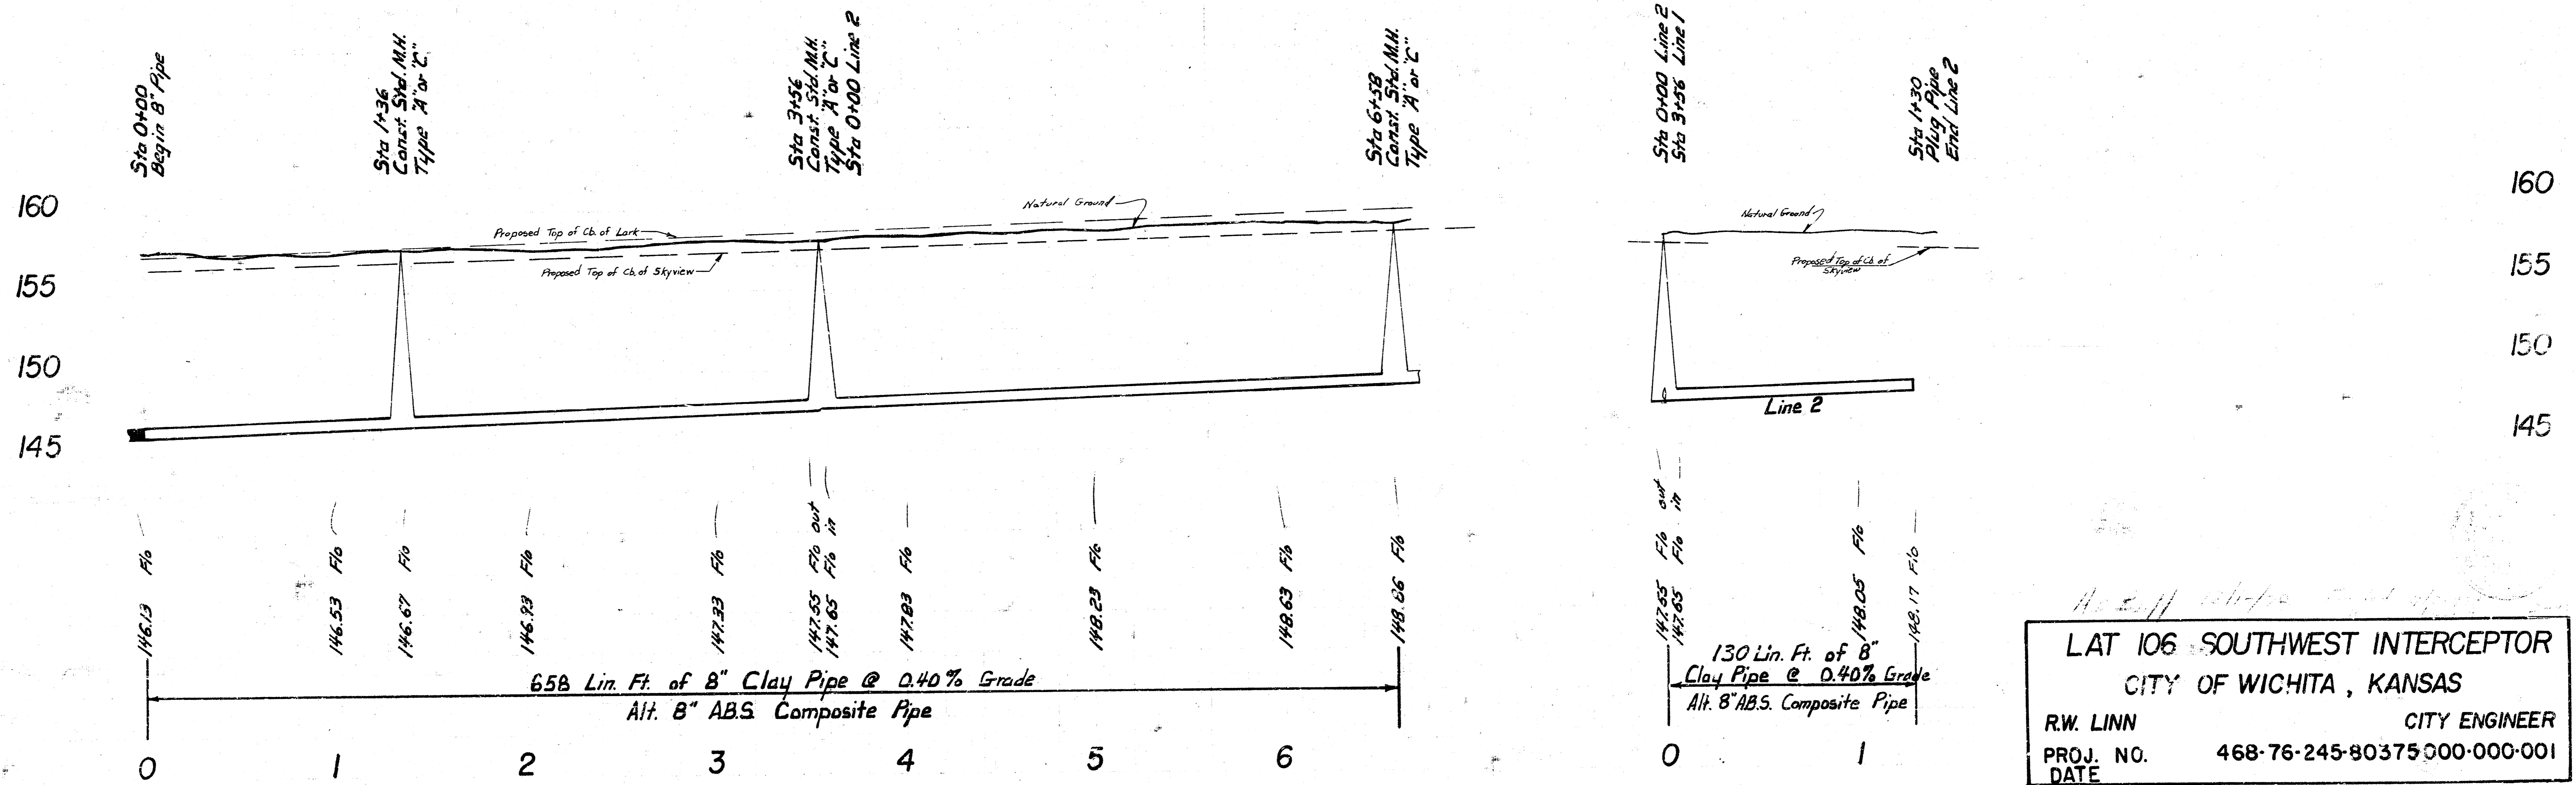 Sta 0+00
Begin 8" Pipe
Sta 1+36
Const. Std. M.H.
Type "A" or "C"
Sta 3+56
Const. Std. M.H.
Type "A" or "C"
Sta 0+00 Line 2
Sta 6+58
Const. Std. M.H.
Type "A" or "C"
Sta 0+00 Line 2
Sta 3+56 Line 1
Sta 1+30
Plug Pipe
End Line 2
160
155
150
145
Proposed Top of Cb. of Lark
Proposed Top of Cb. of Skyview
Natural Ground
Natural Ground
Proposed Top of Cb. of
Skyview
Line 2
160
155
150
145
146.13 Flo
146.53 Flo
146.67 Flo
146.93 Flo
147.33 Flo
147.55 Flo out
147.65 Flo in
147.83 Flo
148.23 Flo
148.63 Flo
148.86 Flo
147.55 Flo out
147.65 Flo in
148.05 Flo
148.17 Flo
658 Lin. Ft. of 8" Clay Pipe @ 0.40% Grade
Alt. 8" A.B.S. Composite Pipe
130 Lin. Ft. of 8"
Clay Pipe @ 0.40% Grade
Alt. 8" A.B.S. Composite Pipe
0 1 2 3 4 5 6
0 1
LAT 106 SOUTHWEST INTERCEPTOR
CITY OF WICHITA, KANSAS
R.W. LINN CITY ENGINEER
PROJ. NO. 468-76-245-80375-000-000-001
DATE